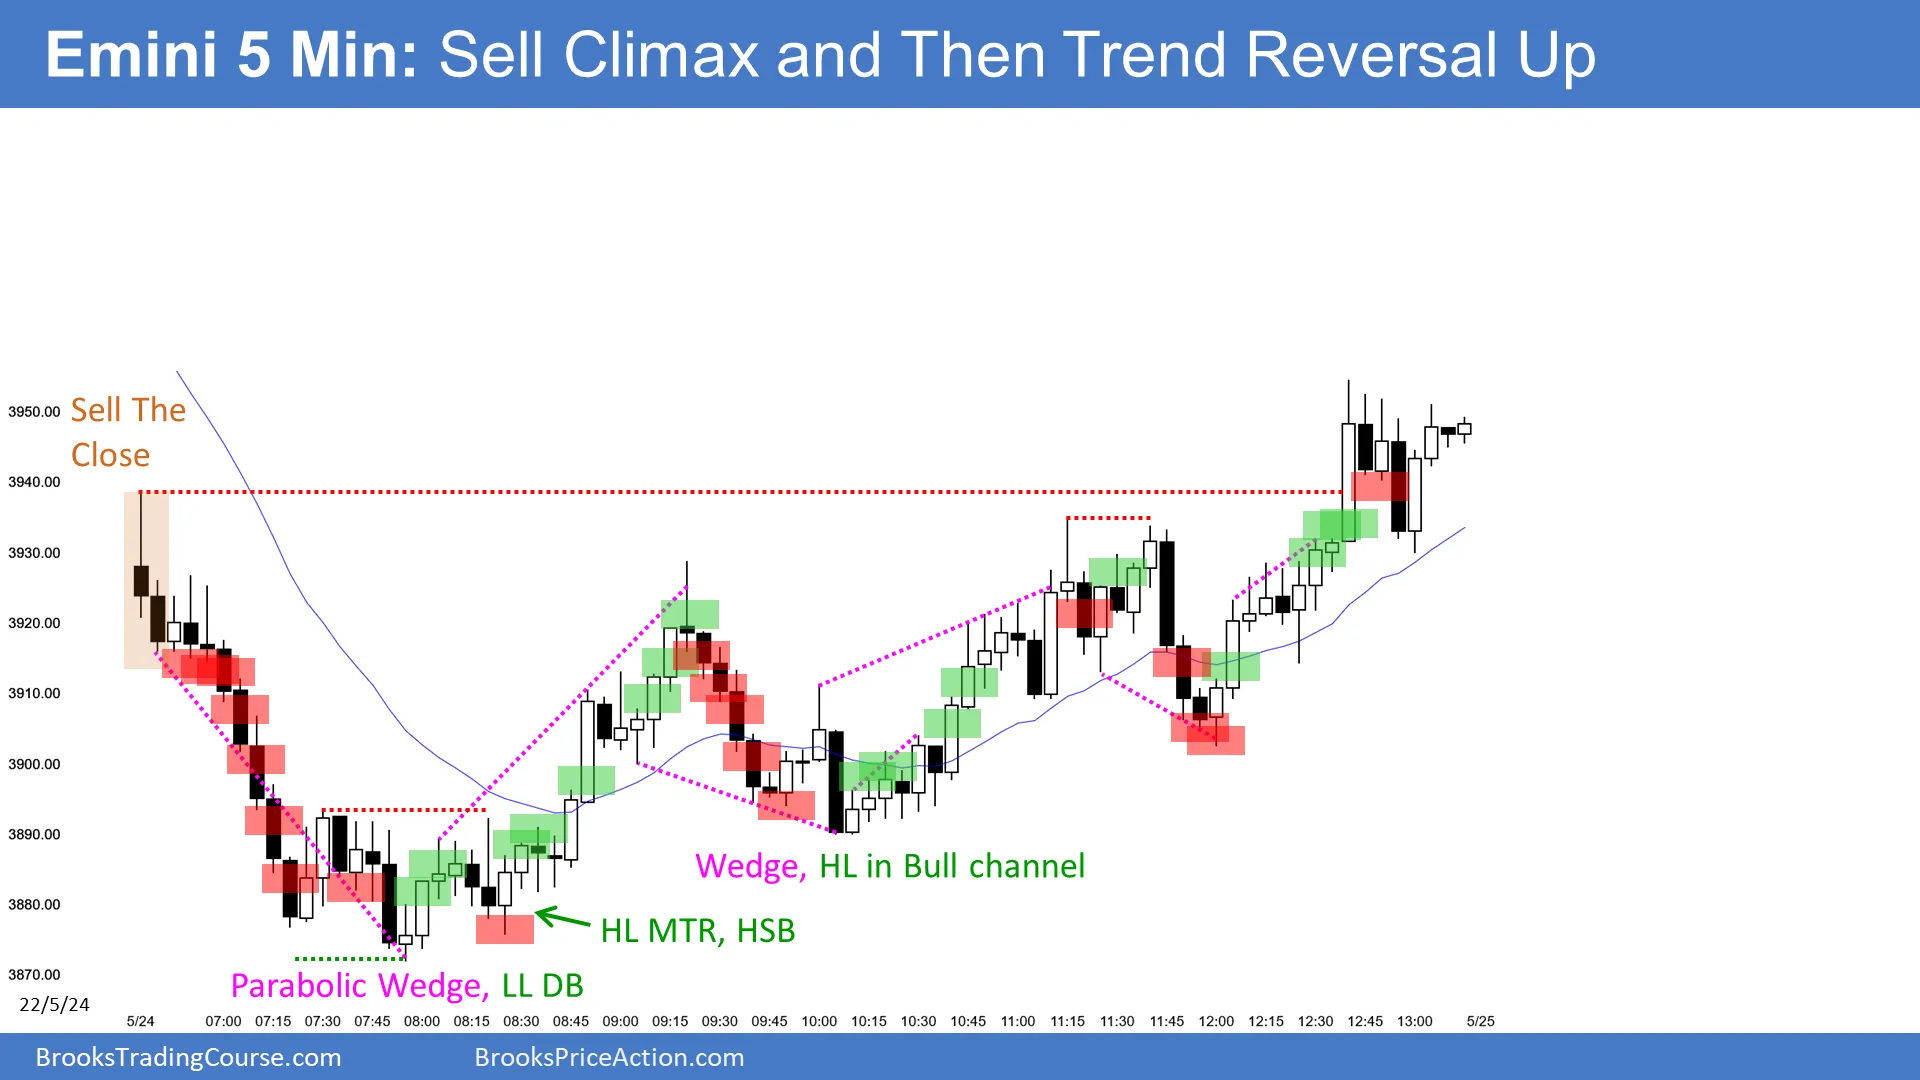 Emini 5 Min: Sell Climax and Then Trend Reversal Up
Sell The
Close
3950.00
3940.00
3930.00
3920.00
3910.00
3900.00
3890.00
3880.00
3870.00
Wedge, HL in Bull channel
HL MTR, HSB
Parabolic Wedge, LL DB
22/5/24
5/24 07:00 07:15 07:30 07:45 08:00 08:15 08:30 08:45 09:00 09:15 09:30 09:45 10:00 10:15 10:30 10:45 11:00 11:15 11:30 11:45 12:00 12:15 12:30 12:45 13:00 5/25
BrooksTradingCourse.com BrooksPriceAction.com